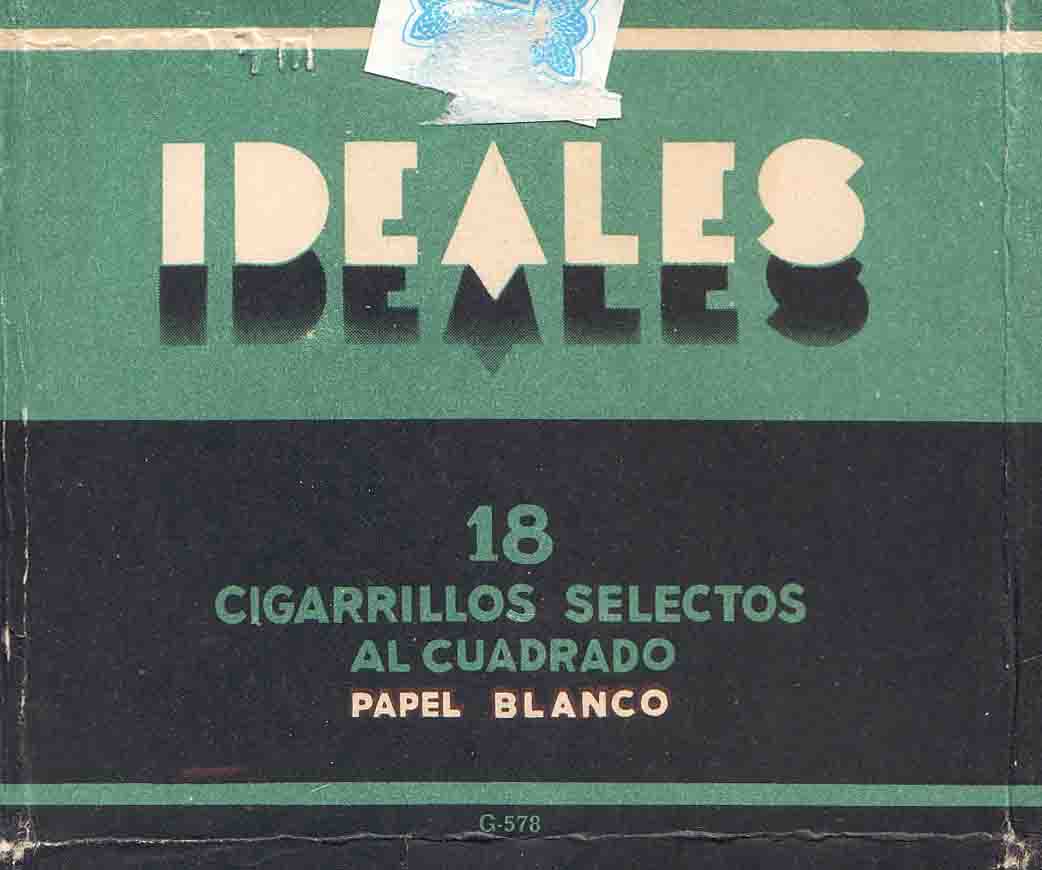 IDEALES
18
CIGARRILLOS SELECTOS
AL CUADRADO
PAPEL BLANCO
G-578